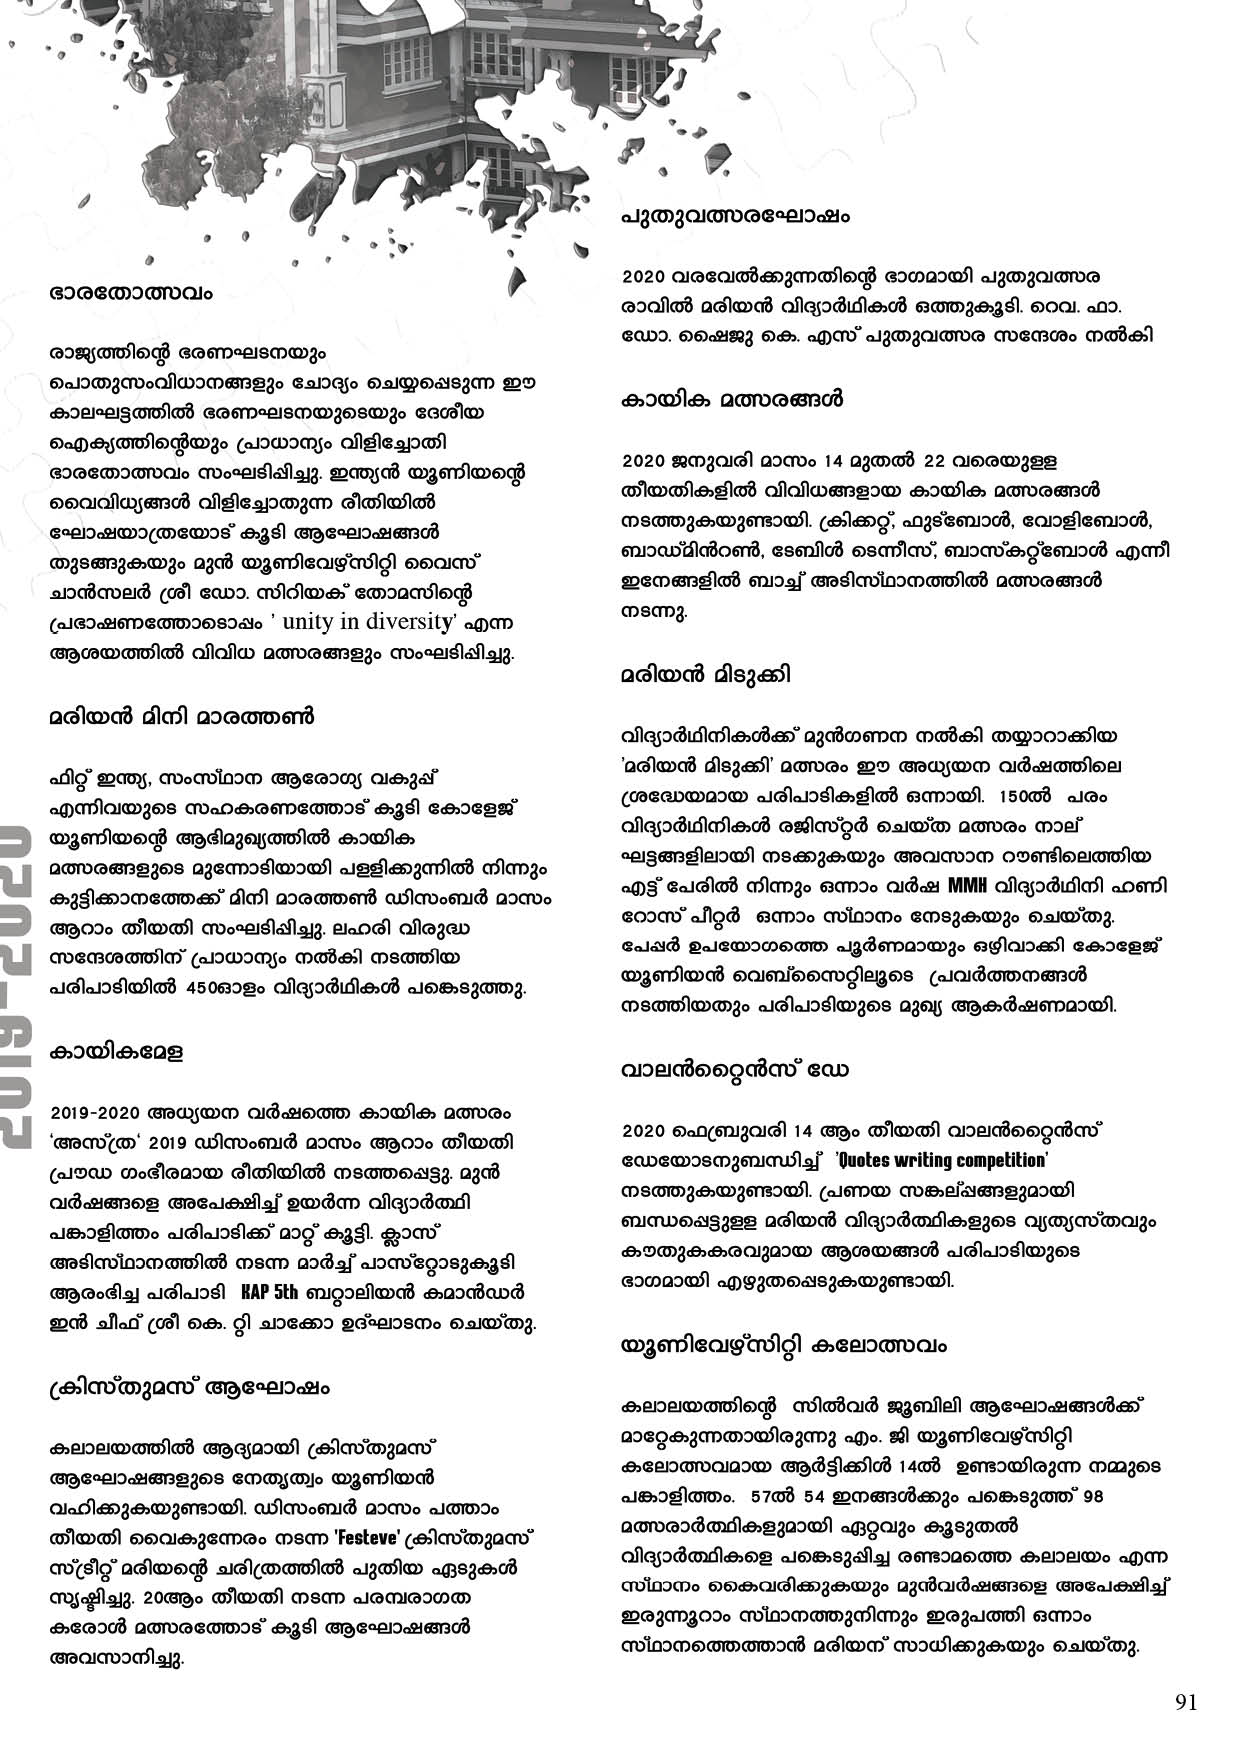 ഭാരതോത്സവം
രാജ്യത്തിന്റെ ഭരണഘടനയും
പൊതുസംവിധാനങ്ങളും ചോദ്യം ചെയ്യപ്പെടുന്ന ഈ
കാലഘട്ടത്തിൽ ഭരണഘടനയുടെയും ദേശീയ
ഐക്യത്തിന്റെയും പ്രാധാന്യം വിളിച്ചോതി
ഭാരതോത്സവം സംഘടിപ്പിച്ചു. ഇന്ത്യൻ യൂണിയന്റെ
വൈവിധ്യങ്ങൾ വിളിച്ചോതുന്ന രീതിയിൽ
ഘോഷയാത്രയോട് കൂടി ആഘോഷങ്ങൾ
തുടങ്ങുകയും മുൻ യൂണിവേഴ്സിറ്റി വൈസ്
ചാൻസലർ ശ്രീ ഡോ. സിറിയക് തോമസിന്റെ
പ്രഭാഷണത്തോടൊപ്പം ' unity in diversity' എന്ന
ആശയത്തിൽ വിവിധ മത്സരങ്ങളും സംഘടിപ്പിച്ചു.
മരിയൻ മിനി മാരത്തൺ
ഫിറ്റ് ഇന്ത്യ, സംസ്ഥാന ആരോഗ്യ വകുപ്പ്
എന്നിവയുടെ സഹകരണത്തോട് കൂടി കോളേജ്
യൂണിയന്റെ ആഭിമുഖ്യത്തിൽ കായിക
മത്സരങ്ങളുടെ മുന്നോടിയായി പള്ളിക്കുന്നിൽ നിന്നും
കുട്ടിക്കാനത്തേക്ക് മിനി മാരത്തൺ ഡിസംബർ മാസം
ആറാം തീയതി സംഘടിപ്പിച്ചു. ലഹരി വിരുദ്ധ
സന്ദേശത്തിന് പ്രാധാന്യം നൽകി നടത്തിയ
പരിപാടിയിൽ 450ഓളം വിദ്യാർഥികൾ പങ്കെടുത്തു.
കായികമേള
2019-2020 അധ്യയന വർഷത്തെ കായിക മത്സരം
'അസ്ത്ര' 2019 ഡിസംബർ മാസം ആറാം തീയതി
പ്രൗഡ ഗംഭീരമായ രീതിയിൽ നടത്തപ്പെട്ടു. മുൻ
വർഷങ്ങളെ അപേക്ഷിച്ച് ഉയർന്ന വിദ്യാർത്ഥി
പങ്കാളിത്തം പരിപാടിക്ക് മാറ്റ് കൂട്ടി. ക്ലാസ്
അടിസ്ഥാനത്തിൽ നടന്ന മാർച്ച് പാസ്റ്റോടുകൂടി
ആരംഭിച്ച പരിപാടി KAP 5th ബറ്റാലിയൻ കമാൻഡർ
ഇൻ ചീഫ് ശ്രീ കെ. റ്റി ചാക്കോ ഉദ്ഘാടനം ചെയ്തു.
ക്രിസ്തുമസ് ആഘോഷം
കലാലയത്തിൽ ആദ്യമായി ക്രിസ്തുമസ്
ആഘോഷങ്ങളുടെ നേതൃത്വം യൂണിയൻ
വഹിക്കുകയുണ്ടായി. ഡിസംബർ മാസം പത്താം
തീയതി വൈകുന്നേരം നടന്ന 'Festeve' ക്രിസ്തുമസ്
സ്ട്രീറ്റ് മരിയന്റെ ചരിത്രത്തിൽ പുതിയ ഏടുകൾ
സൃഷ്ടിച്ചു. 20ആം തീയതി നടന്ന പരമ്പരാഗത
കരോൾ മത്സരത്തോട് കൂടി ആഘോഷങ്ങൾ
അവസാനിച്ചു.
പുതുവത്സരഘോഷം
2020 വരവേൽക്കുന്നതിന്റെ ഭാഗമായി പുതുവത്സര
രാവിൽ മരിയൻ വിദ്യാർഥികൾ ഒത്തുകൂടി. റെവ. ഫാ.
ഡോ. ഷൈജു കെ. എസ് പുതുവത്സര സന്ദേശം നൽകി
കായിക മത്സരങ്ങൾ
2020 ജനുവരി മാസം 14 മുതൽ 22 വരെയുള്ള
തീയതികളിൽ വിവിധങ്ങളായ കായിക മത്സരങ്ങൾ
നടത്തുകയുണ്ടായി. ക്രിക്കറ്റ്, ഫുട്ബോൾ, വോളിബോൾ,
ബാഡ്മിൻറൺ, ടേബിൾ ടെന്നീസ്, ബാസ്കറ്റ്ബോൾ എന്നീ
ഇനേങ്ങളിൽ ബാച്ച് അടിസ്ഥാനത്തിൽ മത്സരങ്ങൾ
നടന്നു.
മരിയൻ മിടുക്കി
വിദ്യാർഥിനികൾക്ക് മുൻഗണന നൽകി തയ്യാറാക്കിയ
'മരിയൻ മിടുക്കി' മത്സരം ഈ അധ്യയന വർഷത്തിലെ
ശ്രദ്ധേയമായ പരിപാടികളിൽ ഒന്നായി. 150ൽ പരം
വിദ്യാർഥിനികൾ രജിസ്റ്റർ ചെയ്ത മത്സരം നാല്
ഘട്ടങ്ങളിലായി നടക്കുകയും അവസാന റൗണ്ടിലെത്തിയ
എട്ട് പേരിൽ നിന്നും ഒന്നാം വർഷ MMH വിദ്യാർഥിനി ഹണി
റോസ് പീറ്റർ ഒന്നാം സ്ഥാനം നേടുകയും ചെയ്തു.
പേപ്പർ ഉപയോഗത്തെ പൂർണമായും ഒഴിവാക്കി കോളേജ്
യൂണിയൻ വെബ്സൈറ്റിലൂടെ പ്രവർത്തനങ്ങൾ
നടത്തിയതും പരിപാടിയുടെ മുഖ്യ ആകർഷണമായി.
വാലൻറ്റൈൻസ് ഡേ
2020 ഫെബ്രുവരി 14 ആം തീയതി വാലൻറ്റൈൻസ്
ഡേയോടനുബന്ധിച്ച് 'Quotes writing competition'
നടത്തുകയുണ്ടായി. പ്രണയ സങ്കല്പങ്ങളുമായി
ബന്ധപ്പെട്ടുള്ള മരിയൻ വിദ്യാർത്ഥികളുടെ വ്യത്യസ്തവും
കൗതുകകരവുമായ ആശയങ്ങൾ പരിപാടിയുടെ
ഭാഗമായി എഴുതപ്പെടുകയുണ്ടായി.
യൂണിവേഴ്സിറ്റി കലോത്സവം
കലാലയത്തിന്റെ സിൽവർ ജൂബിലി ആഘോഷങ്ങൾക്ക്
മാറ്റേകുന്നതായിരുന്നു എം. ജി യൂണിവേഴ്സിറ്റി
കലോത്സവമായ ആർട്ടിക്കിൾ 14ൽ ഉണ്ടായിരുന്ന നമ്മുടെ
പങ്കാളിത്തം. 57ൽ 54 ഇനങ്ങൾക്കും പങ്കെടുത്ത് 98
മത്സരാർത്ഥികളുമായി ഏറ്റവും കൂടുതൽ
വിദ്യാർത്ഥികളെ പങ്കെടുപ്പിച്ച രണ്ടാമത്തെ കലാലയം എന്ന
സ്ഥാനം കൈവരിക്കുകയും മുൻവർഷങ്ങളെ അപേക്ഷിച്ച്
ഇരുന്നൂറാം സ്ഥാനത്തുനിന്നും ഇരുപത്തി ഒന്നാം
സ്ഥാനത്തെത്താൻ മരിയന് സാധിക്കുകയും ചെയ്തു.
2019-2020
91